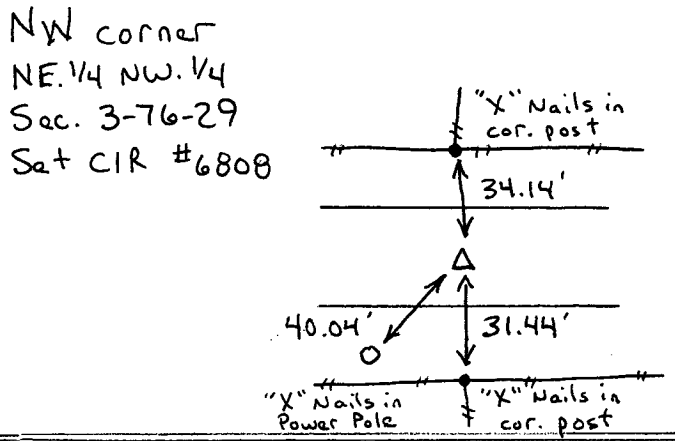 NW corner
NE. 1/4 NW. 1/4
Sec. 3-76-29
Set CIR #6808
"X" Nails in
cor. post
34.14'
40.04'
31.44'
"X" Nails in
Power Pole
"X" Nails in
cor. post